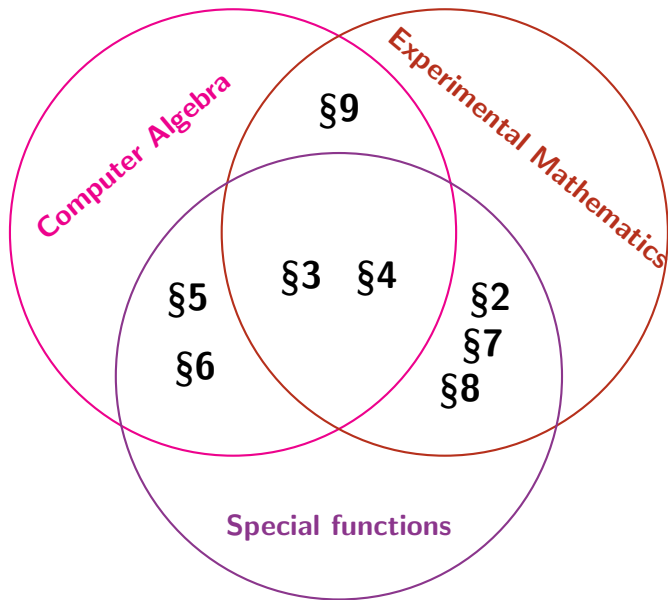 Computer Algebra
Experimental Mathematics
§9
§3 §4
§5
§2
§7
§6
§8
Special functions